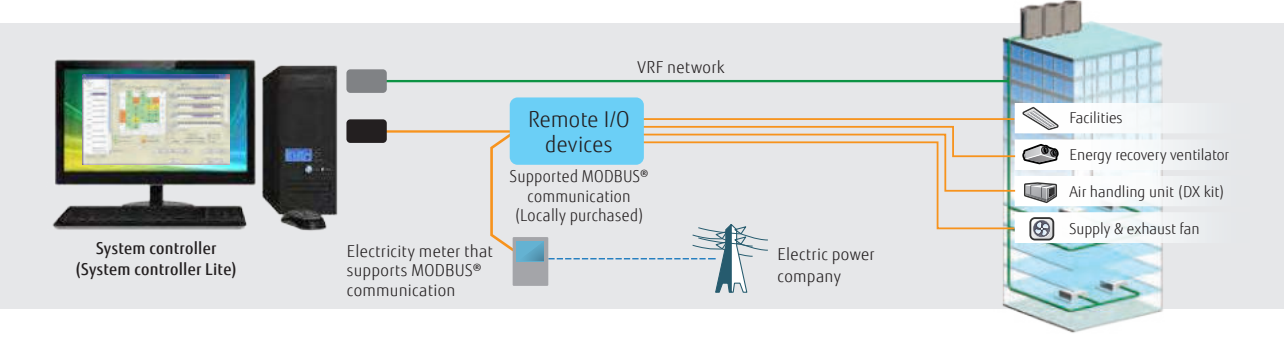 VRF network
Remote I/O
devices
Supported MODBUS®
communication
(Locally purchased)
Facilities
Energy recovery ventilator
Air handling unit (DX kit)
Supply & exhaust fan
System controller
(System controller Lite)
Electricity meter that
supports MODBUS®
communication
Electric power
company